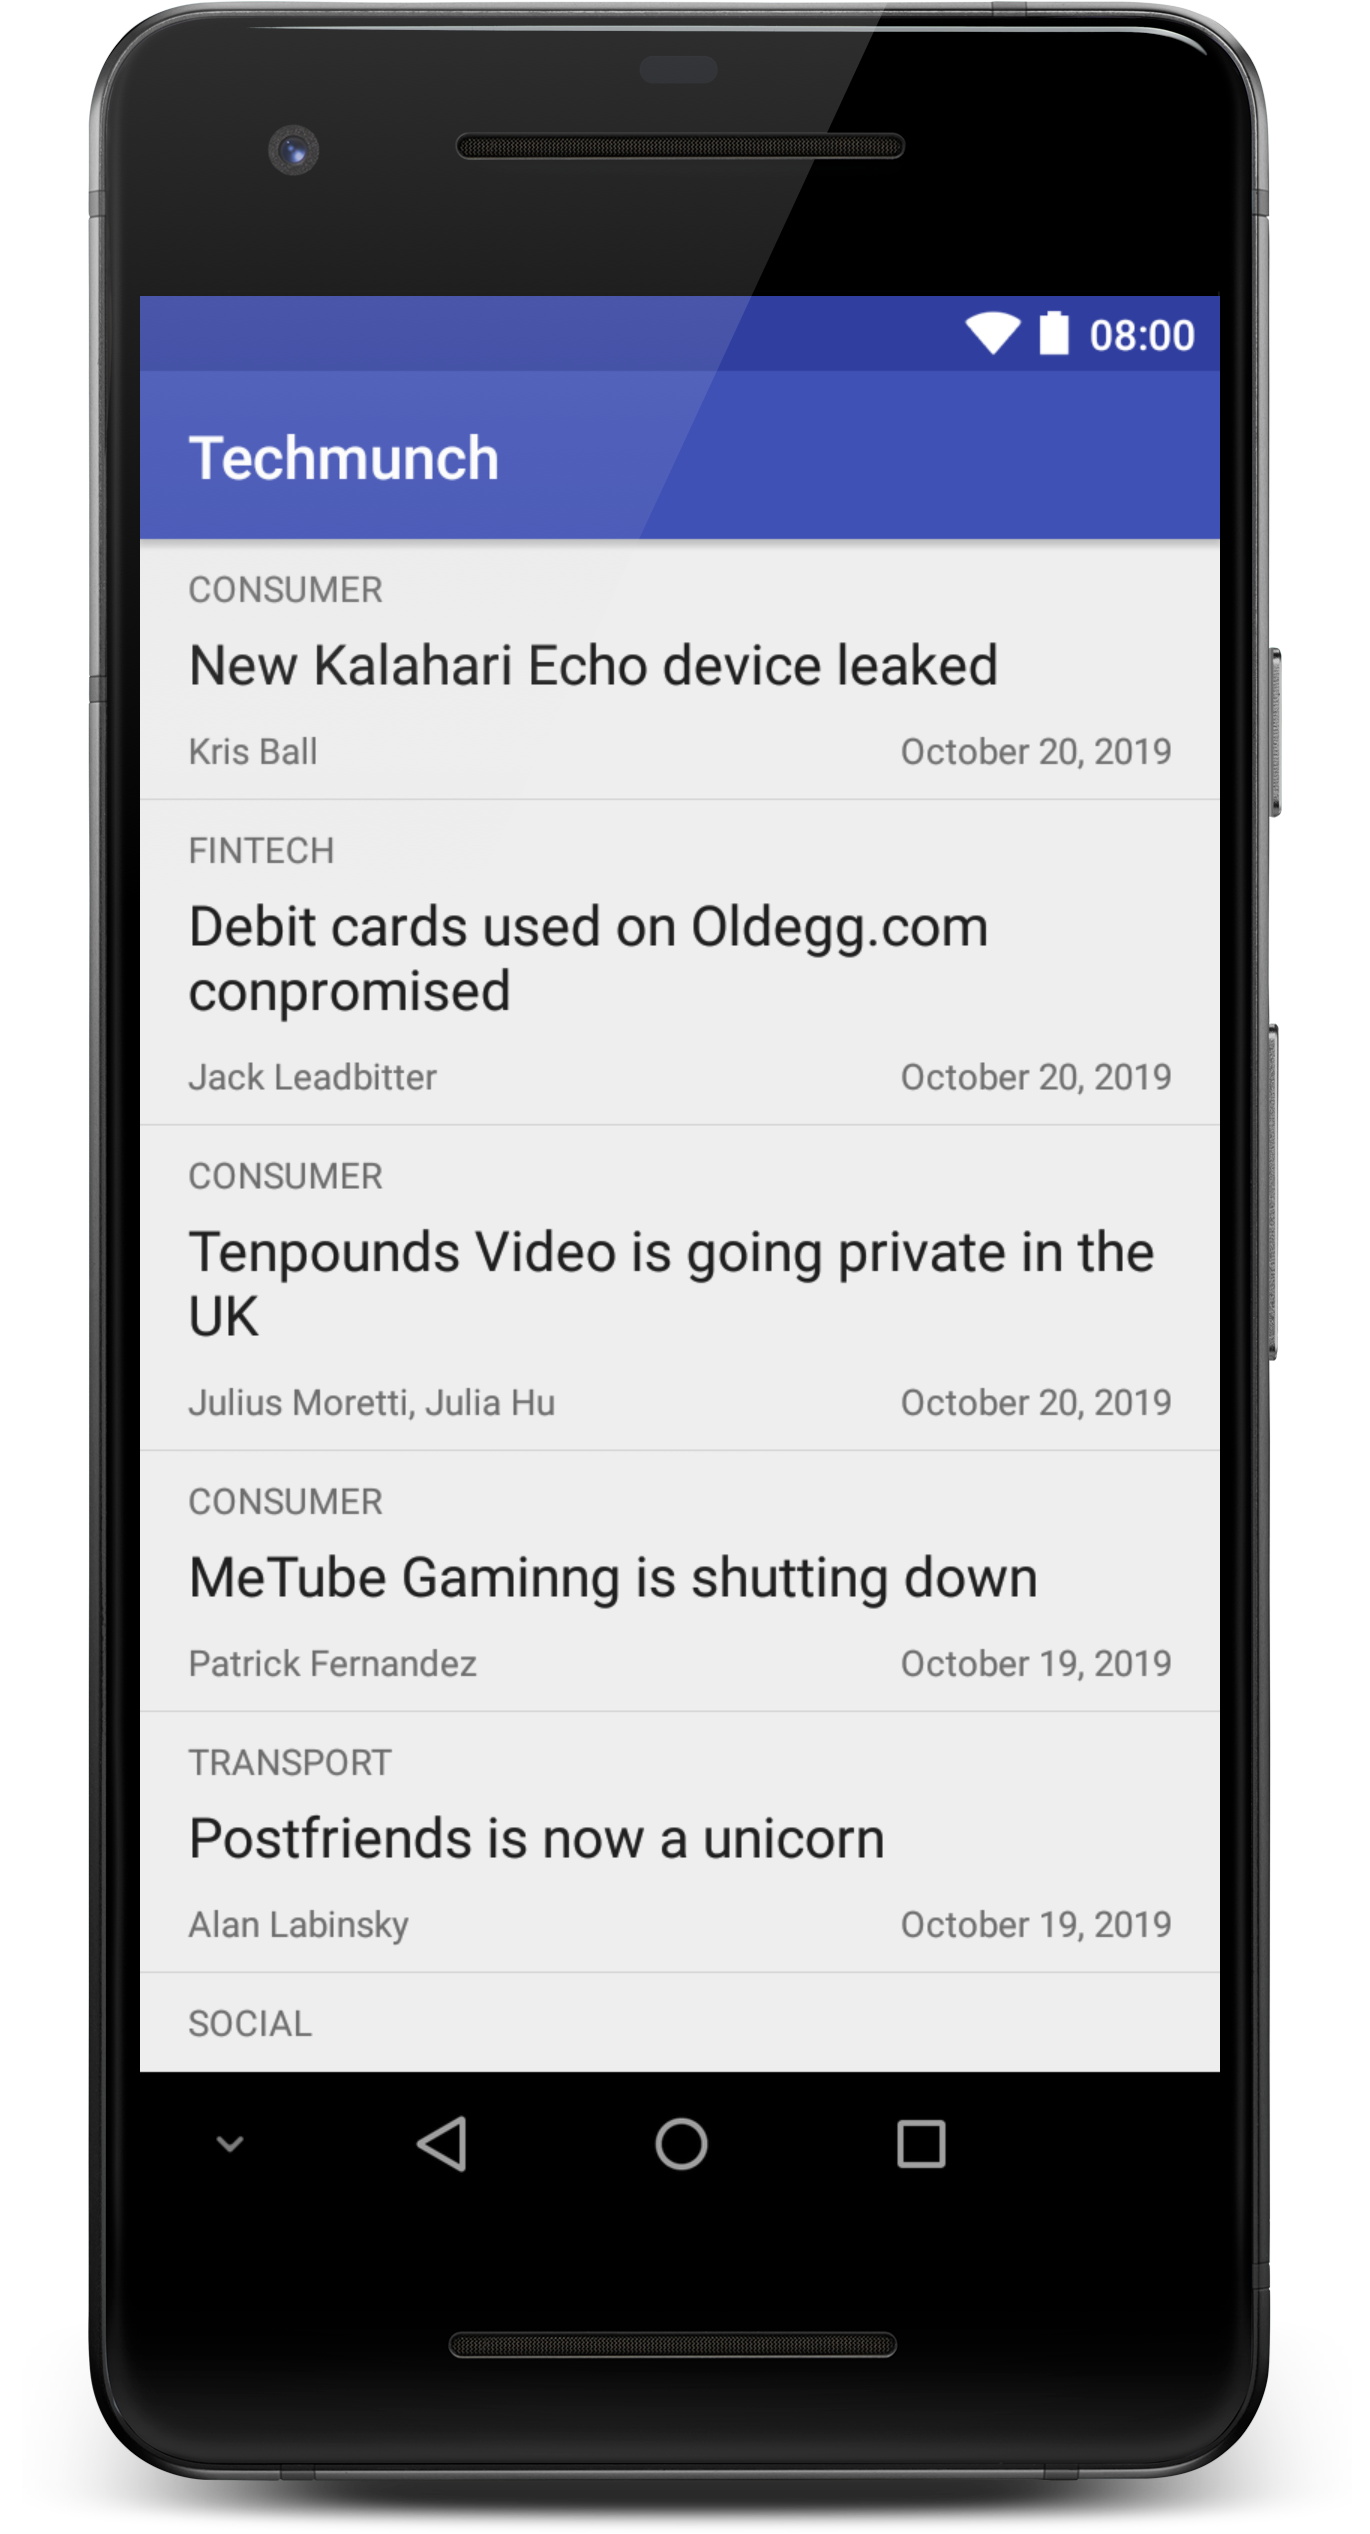 08:00
Techmunch
CONSUMER
New Kalahari Echo device leaked
Kris Ball October 20, 2019
FINTECH
Debit cards used on Oldegg.com
conpromised
Jack Leadbitter October 20, 2019
CONSUMER
Tenpounds Video is going private in the
UK
Julius Moretti, Julia Hu October 20, 2019
CONSUMER
MeTube Gaminng is shutting down
Patrick Fernandez October 19, 2019
TRANSPORT
Postfriends is now a unicorn
Alan Labinsky October 19, 2019
SOCIAL